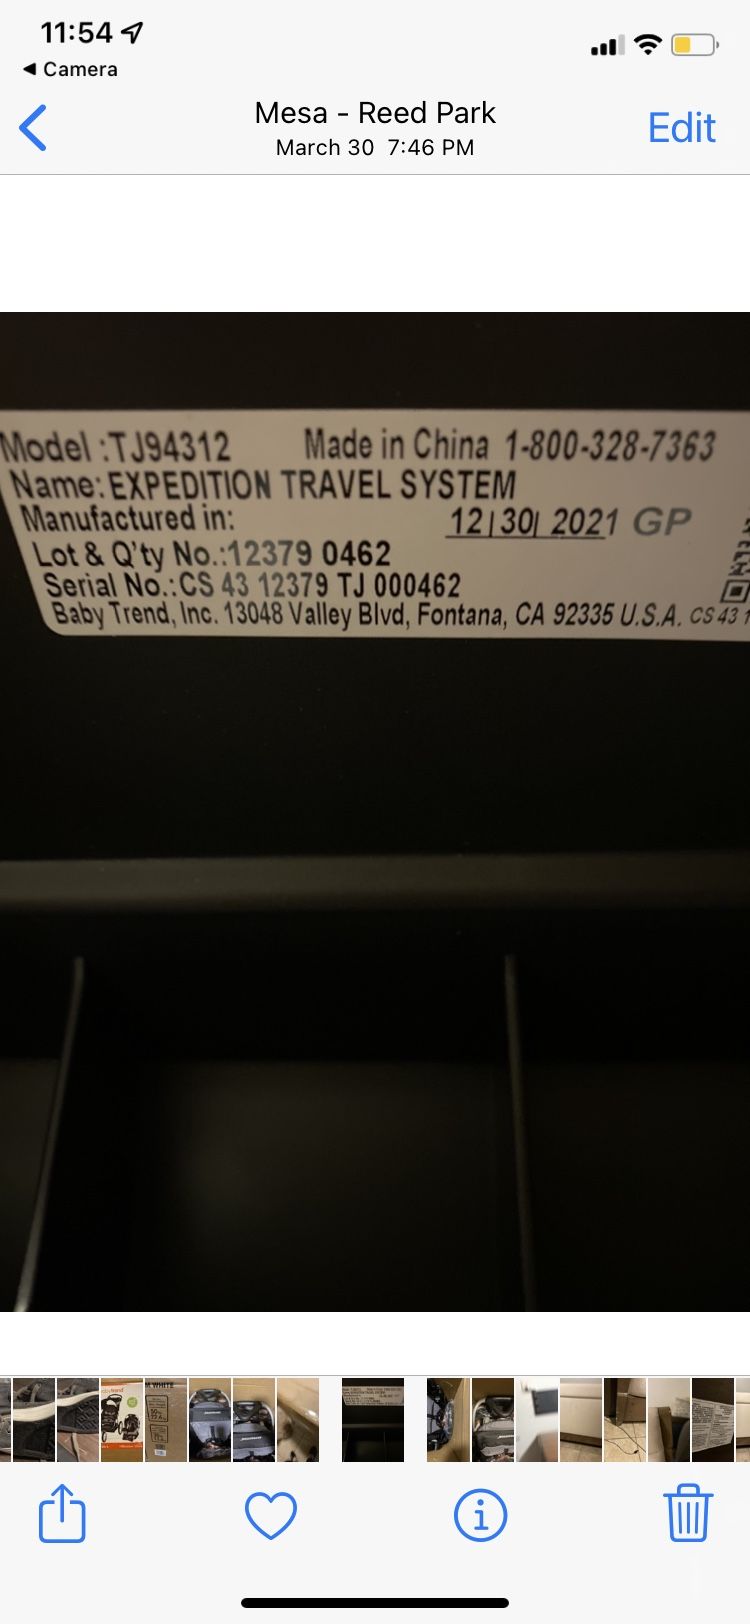 11:54
Camera
Mesa - Reed Park
March 30 7:46 PM
Edit
Model :TJ94312 Made in China 1-800-328-7363
Name: EXPEDITION TRAVEL SYSTEM
Manufactured in: 12|30| 2021 GP
Lot & Q'ty No.:12379 0462
Serial No.:CS 43 12379 TJ 000462
Baby Trend, Inc. 13048 Valley Blvd, Fontana, CA 92335 U.S.A. CS 43